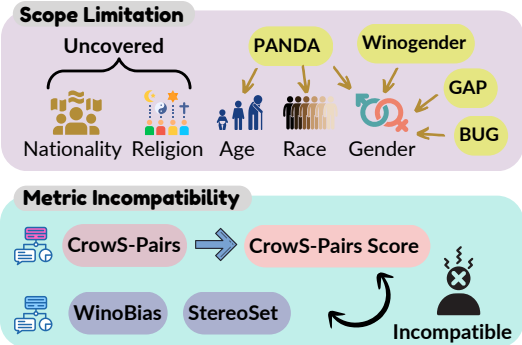 Scope Limitation
Uncovered
PANDA
Winogender
GAP
BUG
Nationality
Religion
Age
Race
Gender
Metric Incompatibility
CrowS-Pairs
CrowS-Pairs Score
WinoBias
StereoSet
Incompatible